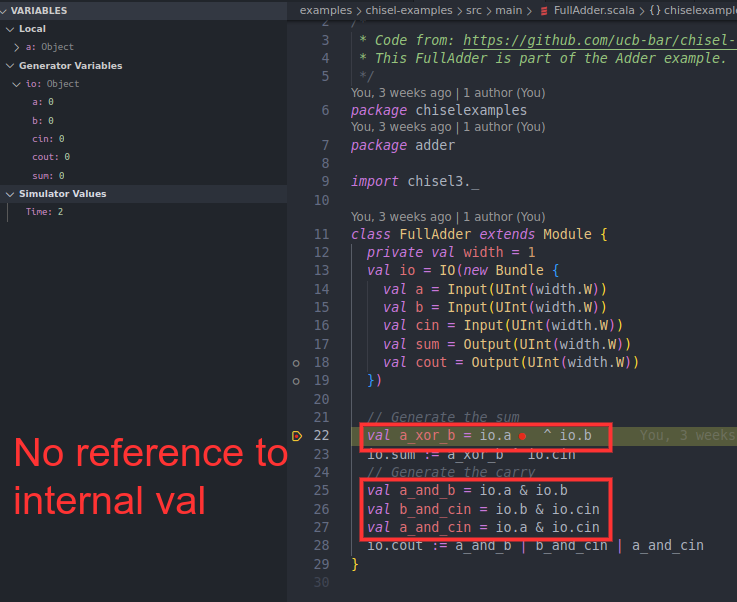 VARIABLES
Local
a: Object
Generator Variables
io: Object
a: 0
b: 0
cin: 0
cout: 0
sum: 0
Simulator Values
Time: 2
No reference to
internal val
examples > chisel-examples > src > main > FullAdder.scala > {} chiselexample
2 /*
3 * Code from: https://github.com/ucb-bar/chisel-
4 * This FullAdder is part of the Adder example.
5 */
You, 3 weeks ago | 1 author (You)
6 package chiselexamples
You, 3 weeks ago | 1 author (You)
7 package adder
8
9 import chisel3._
10
You, 3 weeks ago | 1 author (You)
11 class FullAdder extends Module {
12 private val width = 1
13 val io = IO(new Bundle {
14 val a = Input(UInt(width.W))
15 val b = Input(UInt(width.W))
16 val cin = Input(UInt(width.W))
17 val sum = Output(UInt(width.W))
18 val cout = Output(UInt(width.W))
19 })
20
21 // Generate the sum
22 val a_xor_b = io.a ^ io.b You, 3 weeks
23 io.sum := a_xor_b ^ io.cin
24 // Generate the carry
25 val a_and_b = io.a & io.b
26 val b_and_cin = io.b & io.cin
27 val a_and_cin = io.a & io.cin
28 io.cout := a_and_b | b_and_cin | a_and_cin
29 }
30